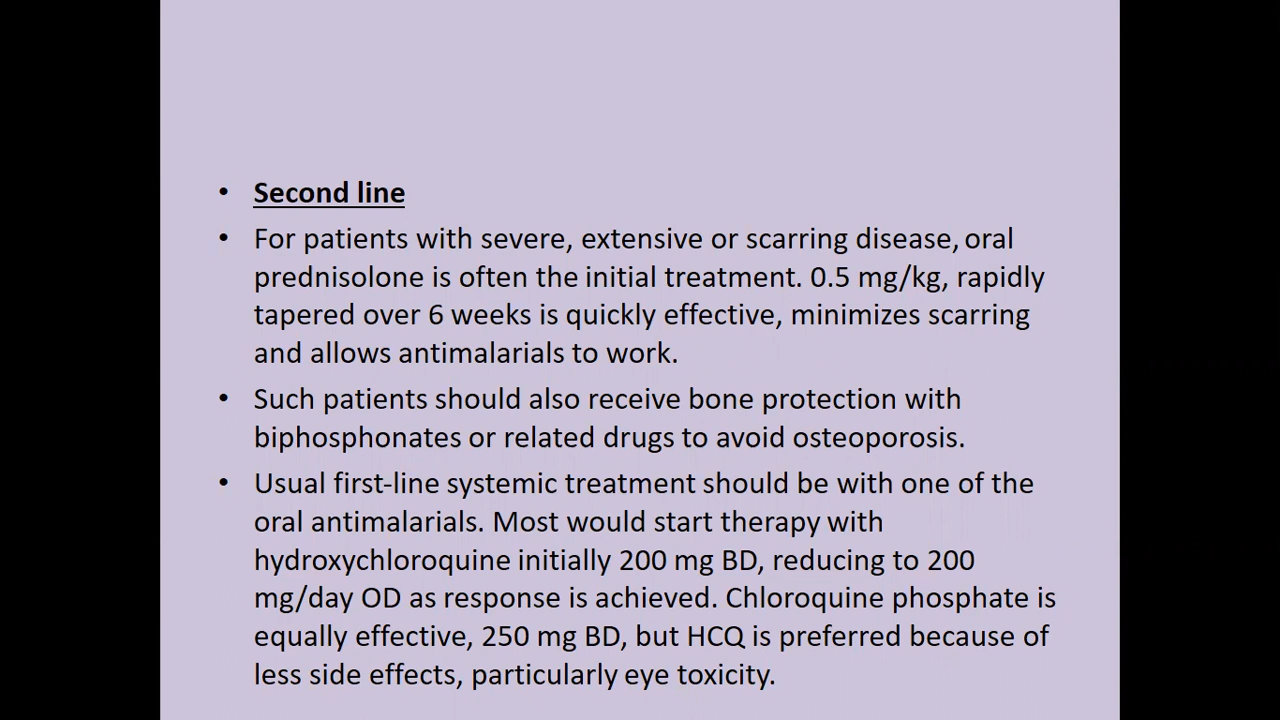 • Second line
• For patients with severe, extensive or scarring disease, oral
prednisolone is often the initial treatment. 0.5 mg/kg, rapidly
tapered over 6 weeks is quickly effective, minimizes scarring
and allows antimalarials to work.
• Such patients should also receive bone protection with
biphosphonates or related drugs to avoid osteoporosis.
• Usual first-line systemic treatment should be with one of the
oral antimalarials. Most would start therapy with
hydroxychloroquine initially 200 mg BD, reducing to 200
mg/day OD as response is achieved. Chloroquine phosphate is
equally effective, 250 mg BD, but HCQ is preferred because of
less side effects, particularly eye toxicity.